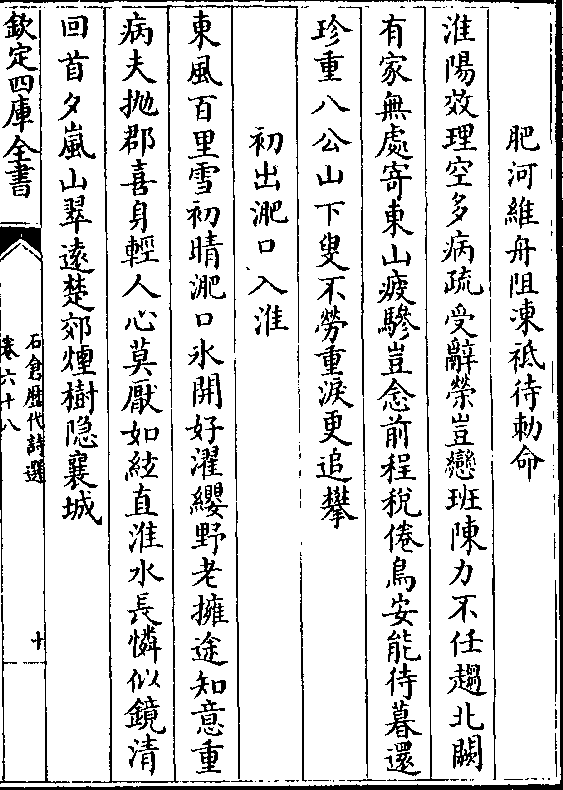 肥河維舟阻凍祗待勅命
淮陽效理空多病疏受辭榮豈戀班陳力不任趨北闕
有家無處寄東山疲驂豈念前程稅倦鳥安能待暮還
珍重八公山下叟不勞重淚更追攀
初出淝口入淮
東風百里雪初晴淝口氷開好濯纓野老擁途知意重
病夫抛郡喜身輕人心莫厭如絃直淮水長憐似鏡清
回首夕嵐山翠遠楚郊煙樹隐襄城
欽定四庫全書
石倉歴代詩選
卷六十八
十